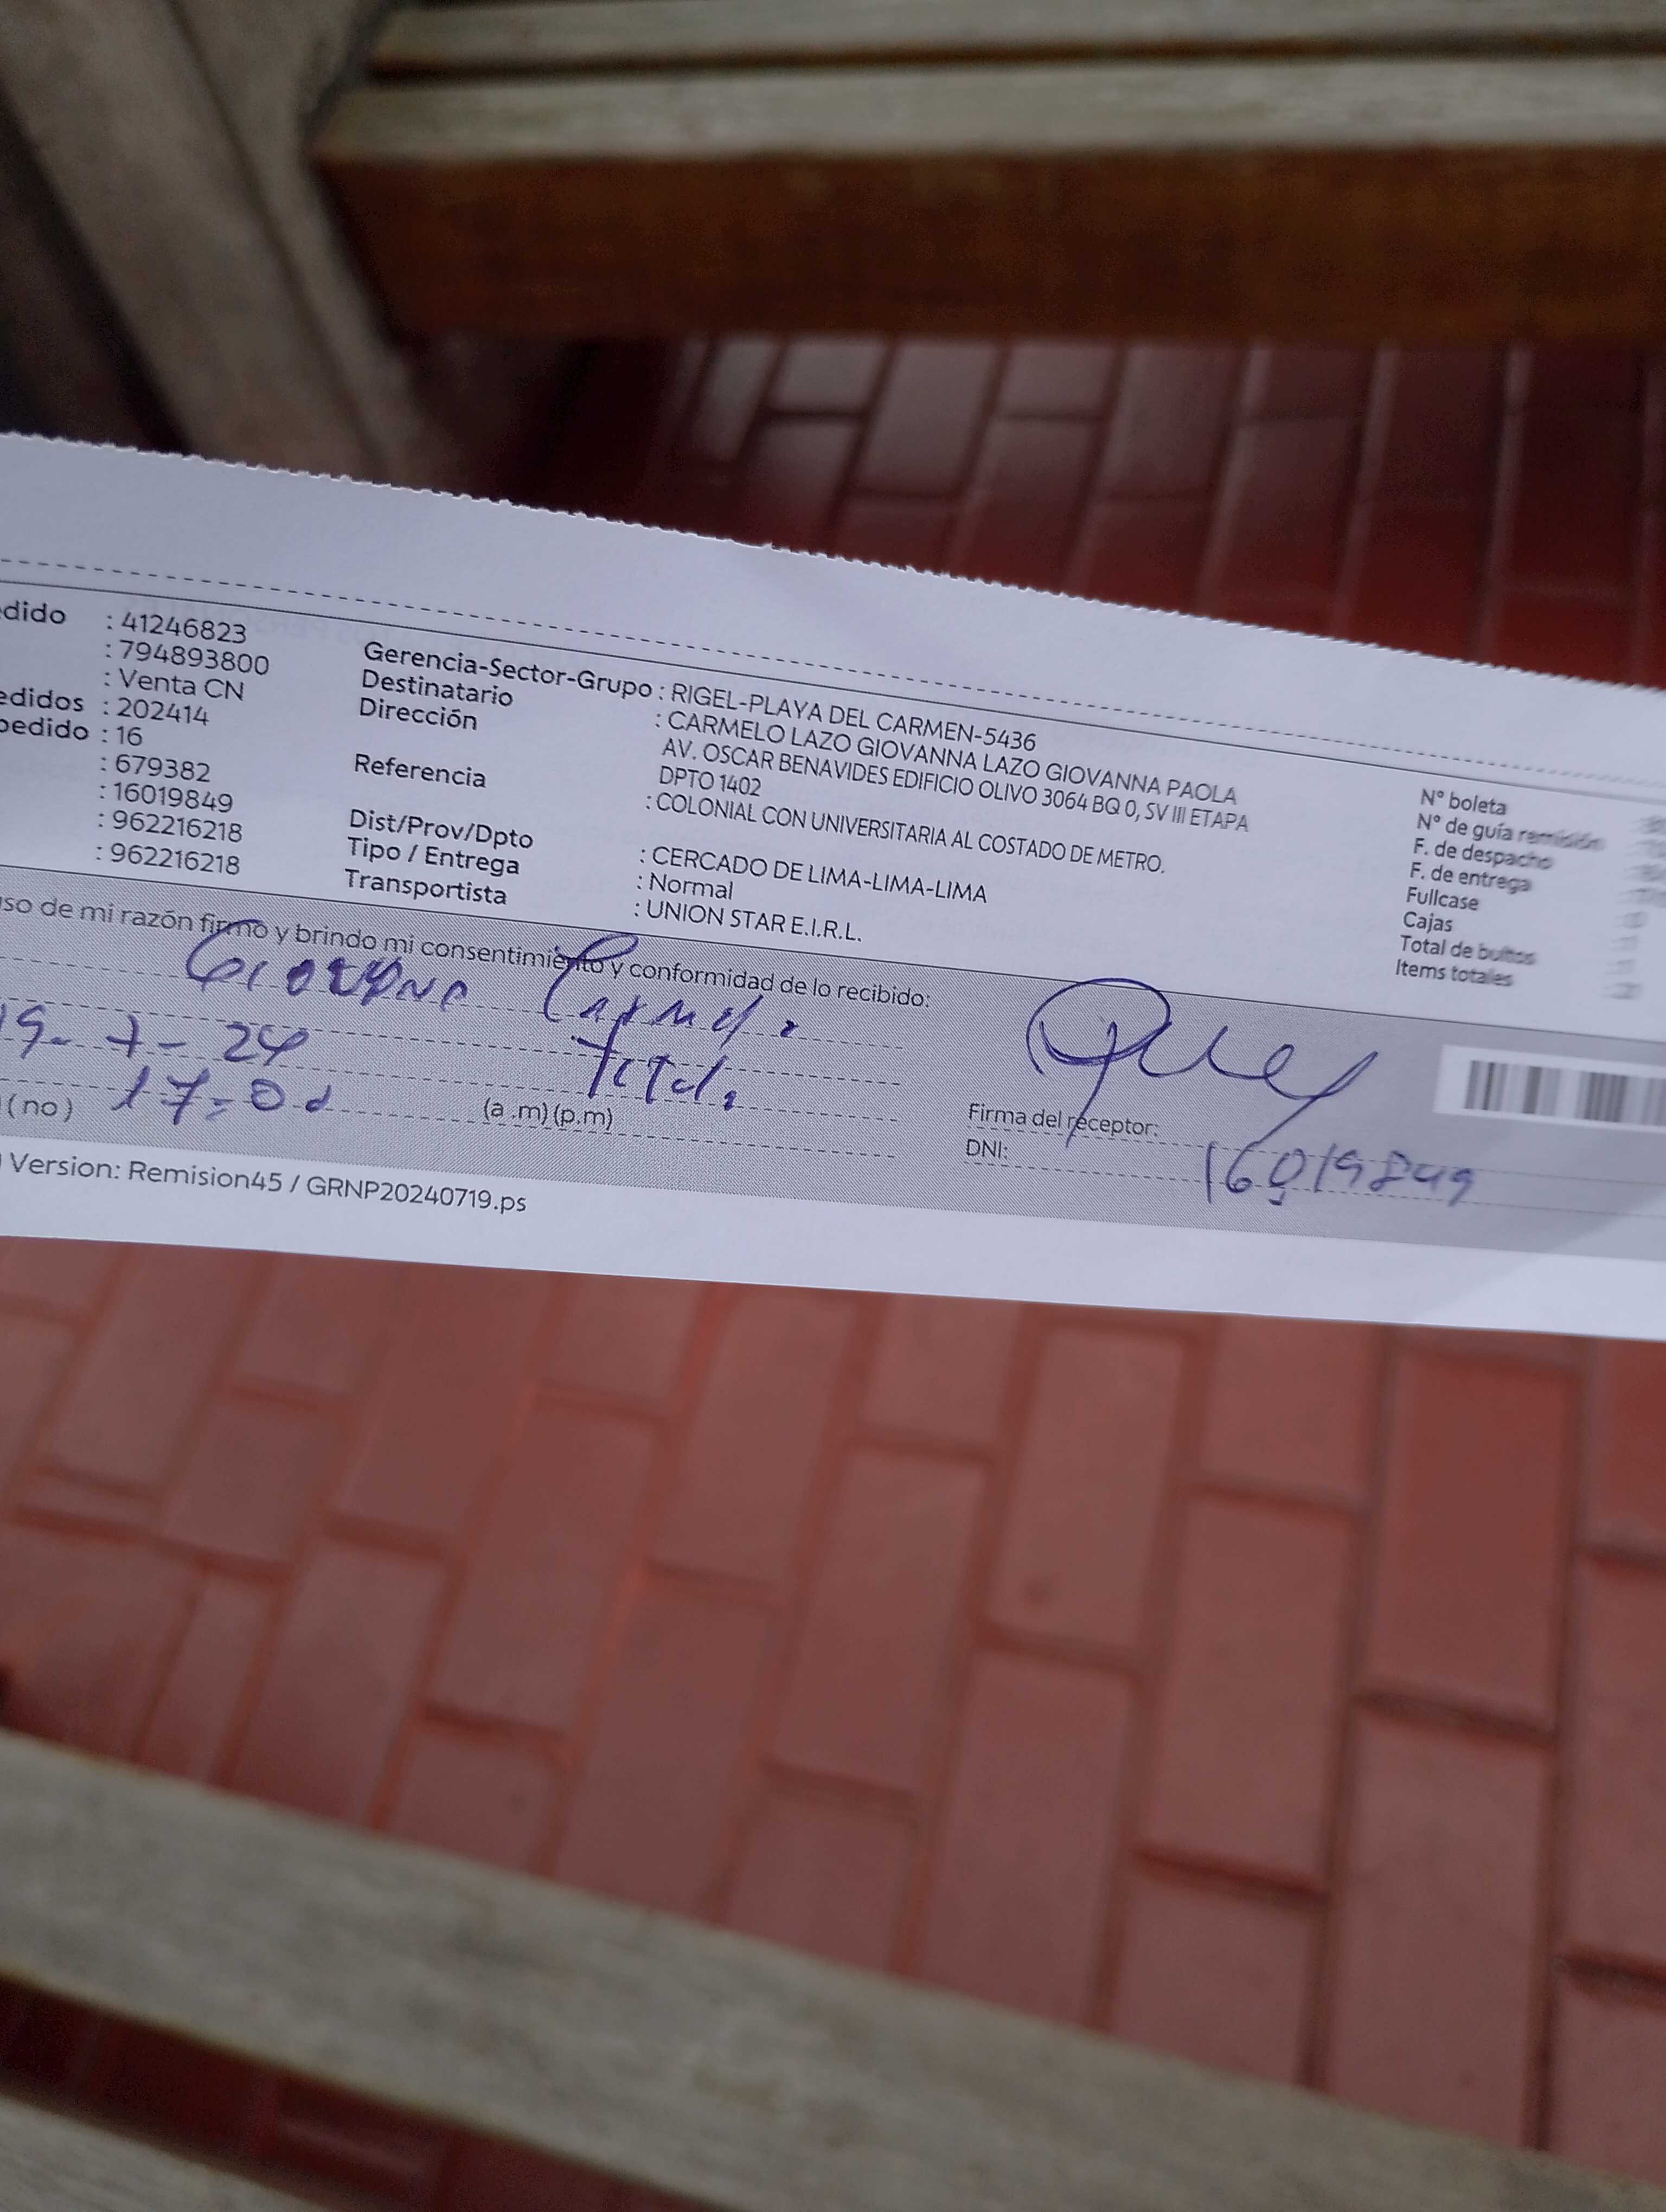 edido : 41246823
: 794893800
: Venta CN
edidos : 202414
pedido : 16
: 679382
: 16019849
: 962216218
: 962216218
Gerencia-Sector-Grupo : RIGEL-PLAYA DEL CARMEN-5436
Destinatario : CARMELO LAZO GIOVANNA LAZO GIOVANNA PAOLA
Dirección AV. OSCAR BENAVIDES EDIFICIO OLIVO 3064 BQ 0, SV III ETAPA
DPTO 1402
Referencia : COLONIAL CON UNIVERSITARIA AL COSTADO DE METRO.
Dist/Prov/Dpto : CERCADO DE LIMA-LIMA-LIMA
Tipo / Entrega : Normal
Transportista : UNION STAR E.I.R.L.
N° boleta
N° de guía remisión
F. de despacho
F. de entrega
Fullcase
Cajas
Total de bultos
Items totales
uso de mi razón firmo y brindo mi consentimiento y conformidad de lo recibido:
Carmelo
19-7-24
(no) (a .m) (p.m)
Firma del receptor:
DNI: 16019849
Version: Remision45 / GRNP20240719.ps